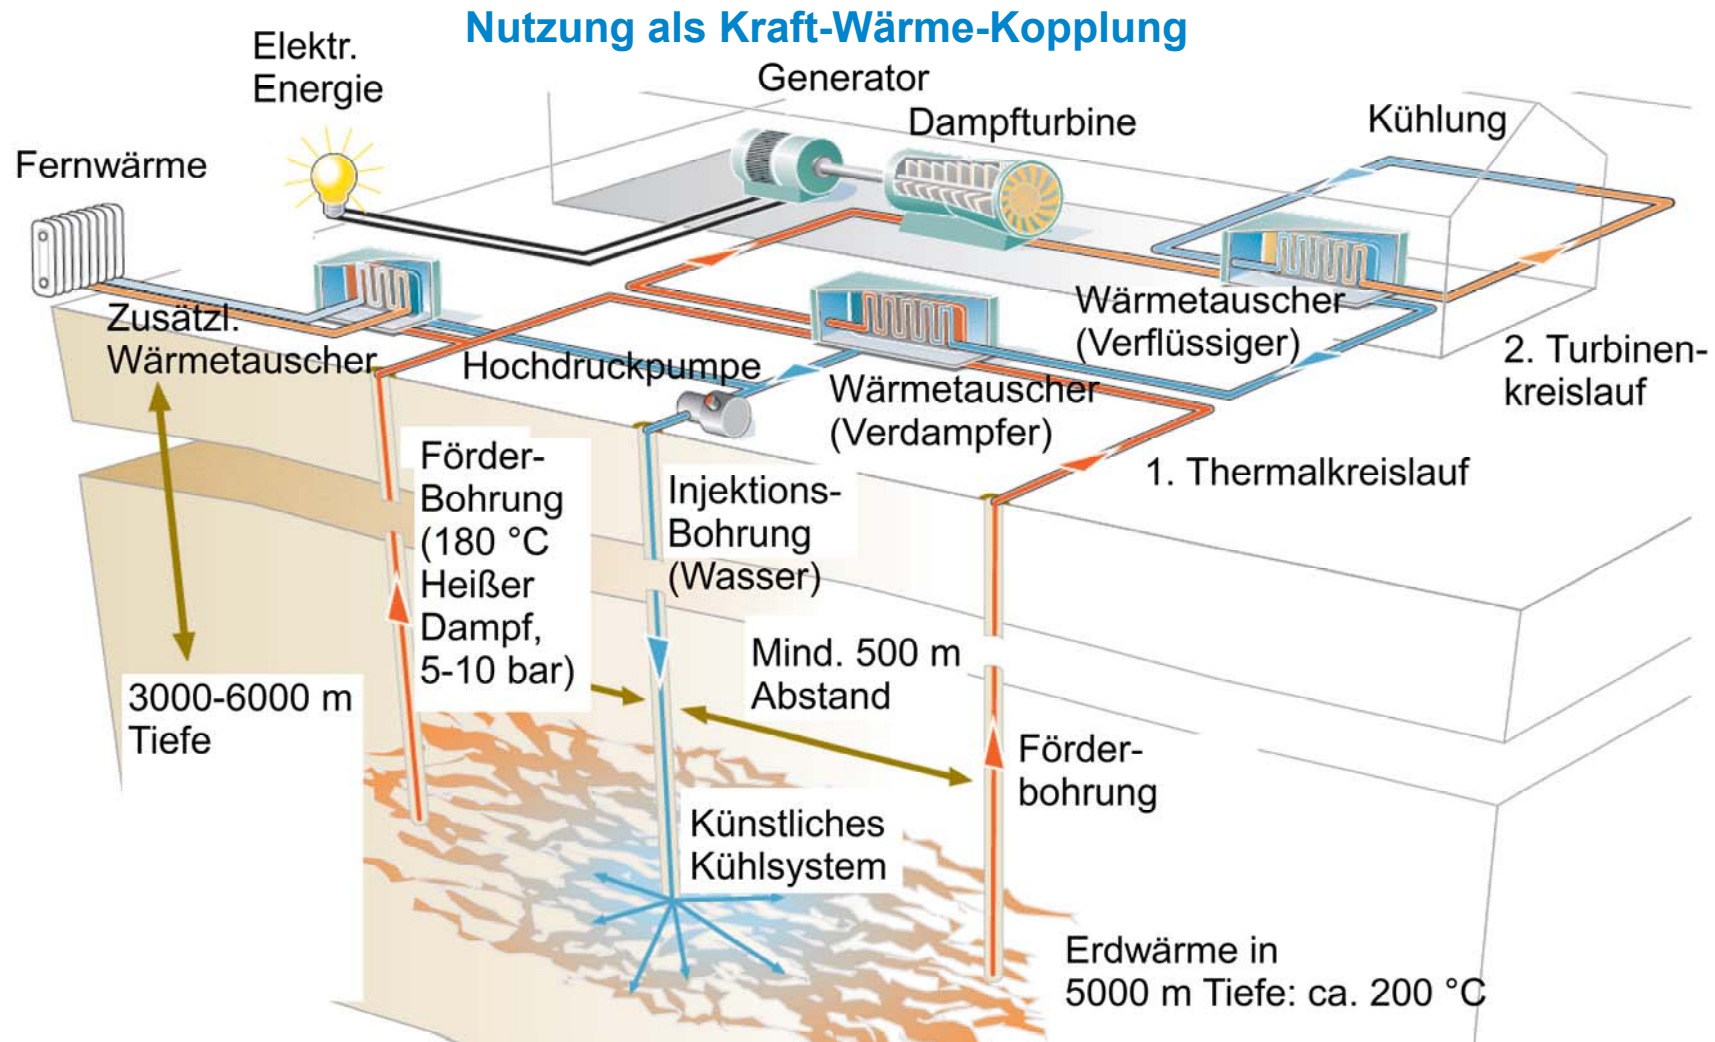 Nutzung als Kraft-Wärme-Kopplung
Elektr.
Energie
Generator
Dampfturbine
Kühlung
Fernwärme
Zusätzl.
Wärmetauscher
Hochdruckpumpe
Wärmetauscher
(Verflüssiger)
2. Turbinen-
kreislauf
Wärmetauscher
(Verdampfer)
1. Thermalkreislauf
Förder-
Bohrung
(180 °C
Heißer
Dampf,
5-10 bar)
Injektions-
Bohrung
(Wasser)
Mind. 500 m
Abstand
3000-6000 m
Tiefe
Förder-
bohrung
Künstliches
Kühlsystem
Erdwärme in
5000 m Tiefe: ca. 200 °C